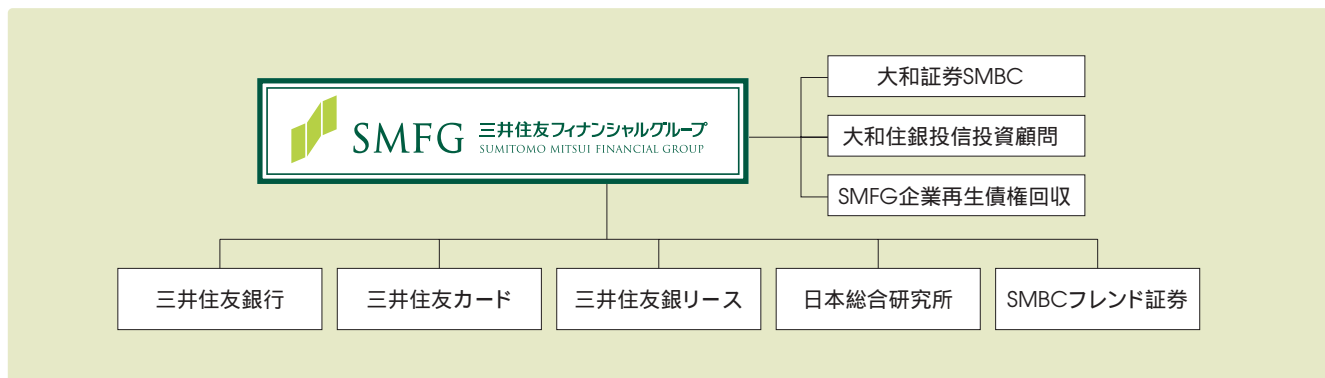 大和証券SMBC
SMFG 三井住友フィナンシャルグループ
SUMITOMO MITSUI FINANCIAL GROUP
大和住銀投信投資顧問
SMFG企業再生債権回収
三井住友銀行
三井住友カード
三井住友銀リース
日本総合研究所
SMBCフレンド証券